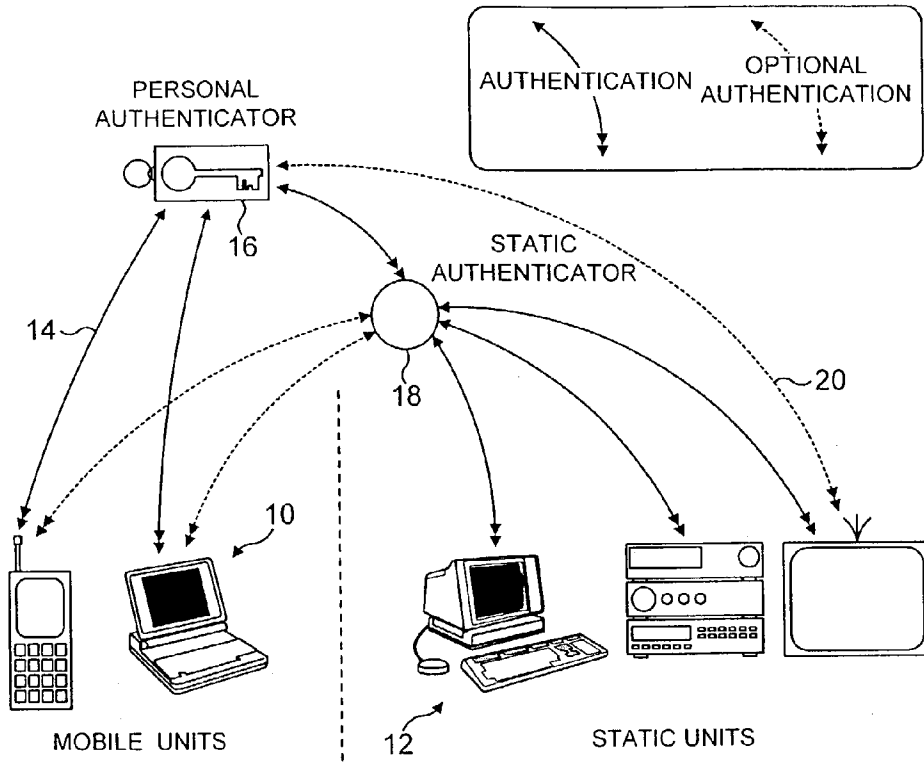 PERSONAL
AUTHENTICATOR
AUTHENTICATION
OPTIONAL
AUTHENTICATION
16
STATIC
AUTHENTICATOR
14
18
20
10
12
MOBILE UNITS
STATIC UNITS